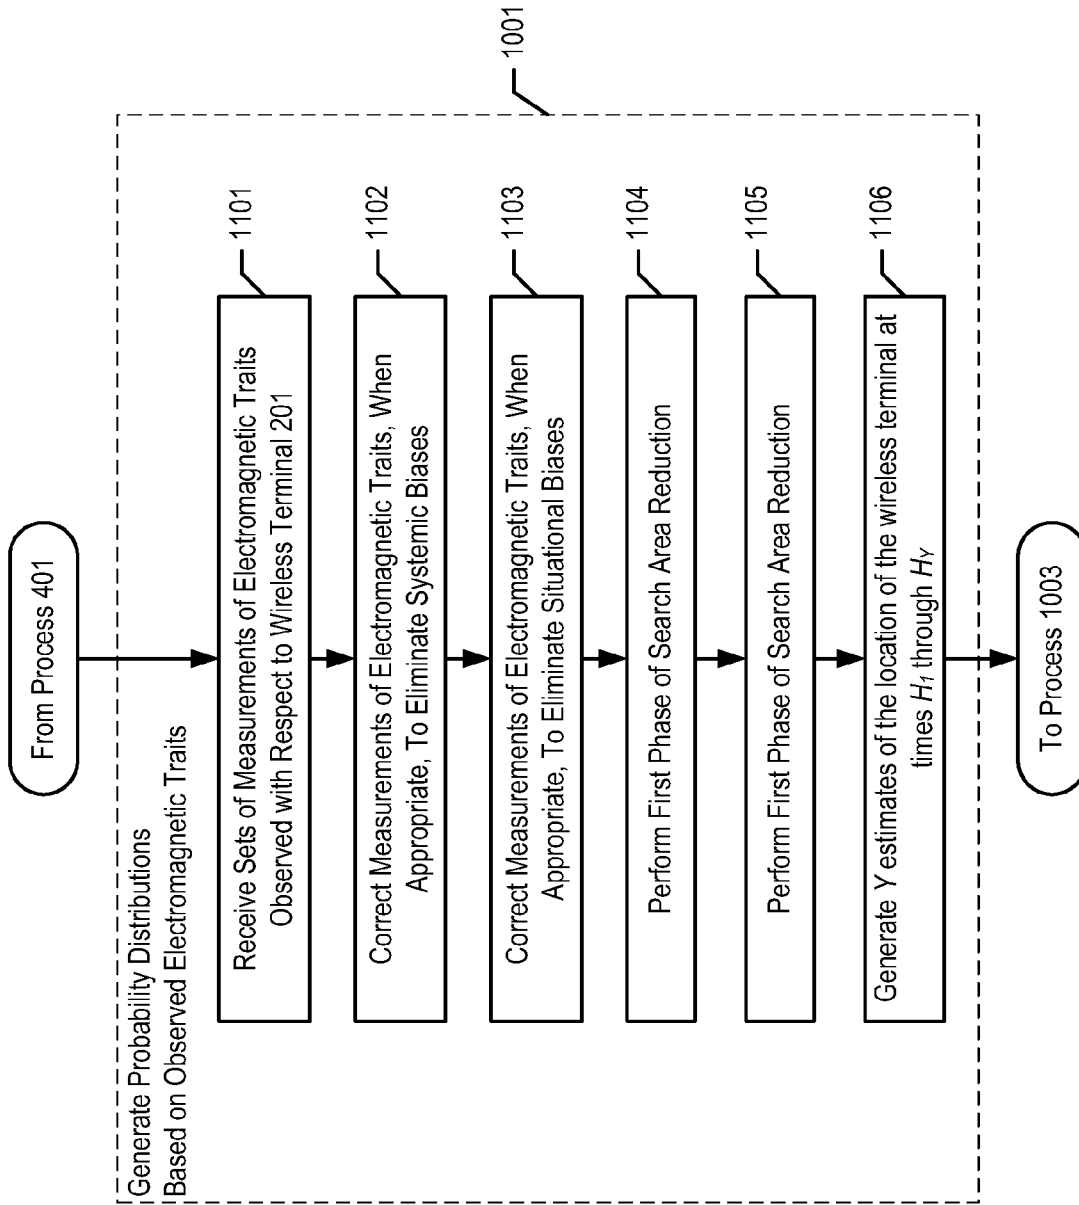 From Process 401
Generate Probability Distributions
Based on Observed Electromagnetic Traits
1001
Receive Sets of Measurements of Electromagnetic Traits
Observed with Respect to Wireless Terminal 201
1101
Correct Measurements of Electromagnetic Traits, When
Appropriate, To Eliminate Systemic Biases
1102
Correct Measurements of Electromagnetic Traits, When
Appropriate, To Eliminate Situational Biases
1103
Perform First Phase of Search Area Reduction
1104
Perform First Phase of Search Area Reduction
1105
Generate Y estimates of the location of the wireless terminal at
times H1 through HY
1106
To Process 1003